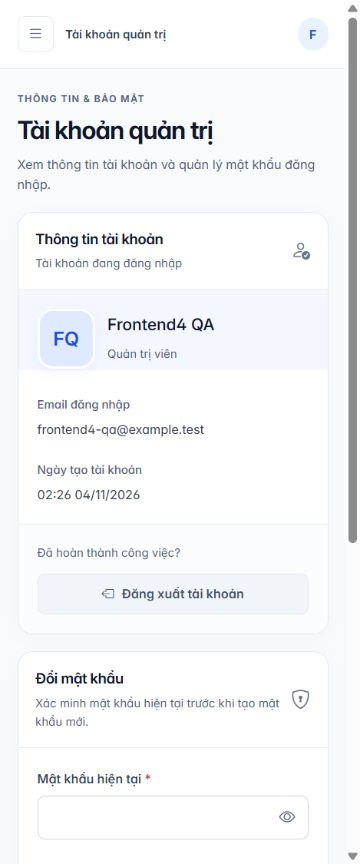 Tài khoản quản trị
F
THÔNG TIN & BẢO MẬT
Tài khoản quản trị
Xem thông tin tài khoản và quản lý mật khẩu đăng
nhập.
Thông tin tài khoản
Tài khoản đang đăng nhập
FQ
Frontend4 QA
Quản trị viên
Email đăng nhập
frontend4-qa@example.test
Ngày tạo tài khoản
02:26 04/11/2026
Đã hoàn thành công việc?
Đăng xuất tài khoản
Đổi mật khẩu
Xác minh mật khẩu hiện tại trước khi tạo mật
khẩu mới.
Mật khẩu hiện tại *